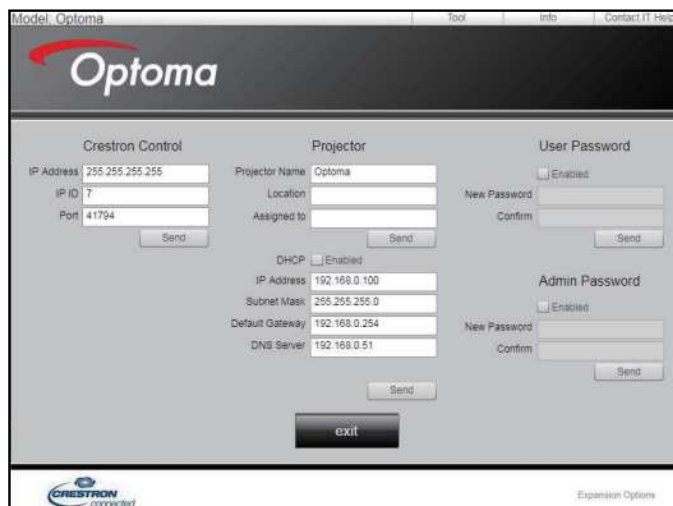 Model: Optoma
Tool
Info
Contact IT Help
Optoma
Crestron Control
IP Address 255.255.255.255
IP ID 7
Port 41794
Send
Projector
Projector Name Optoma
Location
Assigned to
Send
DHCP Enabled
IP Address 192.168.0.100
Subnet Mask 255.255.255.0
Default Gateway 192.168.0.254
DNS Server 192.168.0.51
Send
User Password
Enabled
New Password
Confirm
Send
Admin Password
Enabled
New Password
Confirm
Send
exit
CRESTRON
connected
Expansion Options